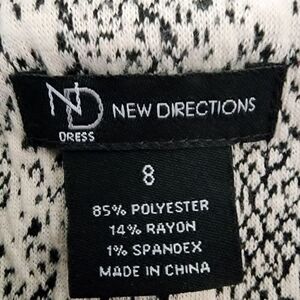 ND NEW DIRECTIONS
DRESS
8
85% POLYESTER
14% RAYON
1% SPANDEX
MADE IN CHINA